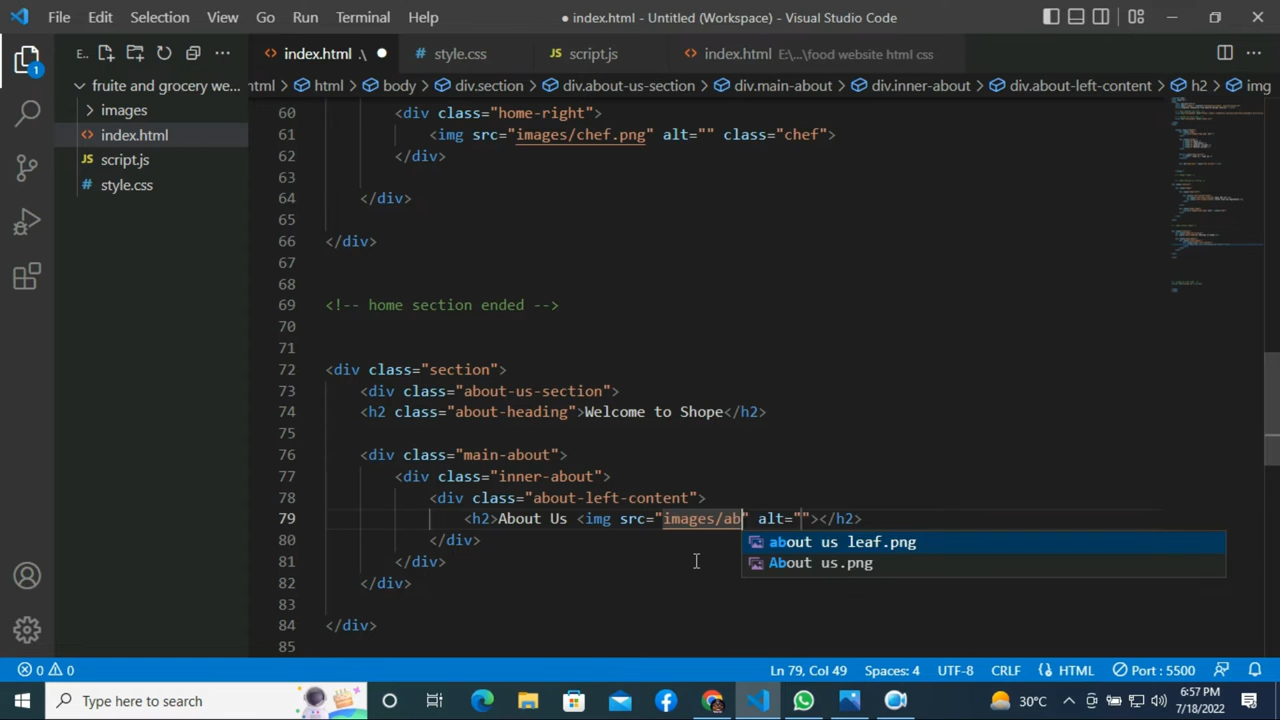 File Edit Selection View Go Run Terminal Help
● index.html - Untitled (Workspace) - Visual Studio Code
E..
index.html .\ ●
style.css
JS script.js
index.html E:\...\food website html css
1
fruite and grocery we...
images
index.html
JS script.js
style.css
html > html > body > div.section > div.about-us-section > div.main-about > div.inner-about > div.about-left-content > h2 > img
60 <div class="home-right">
61 <img src="images/chef.png" alt="" class="chef">
62 </div>
63
64 </div>
65
66 </div>
67
68
69 <!-- home section ended -->
70
71
72 <div class="section">
73 <div class="about-us-section">
74 <h2 class="about-heading">Welcome to Shope</h2>
75
76 <div class="main-about">
77 <div class="inner-about">
78 <div class="about-left-content">
79 <h2>About Us <img src="images/ab" alt=""></h2>
about us leaf.png
80 </div>
About us.png
81 </div>
82 </div>
83
84 </div>
85
0 0
Ln 79, Col 49 Spaces: 4 UTF-8 CRLF HTML Port : 5500
Type here to search
30°C
6:57 PM
7/18/2022